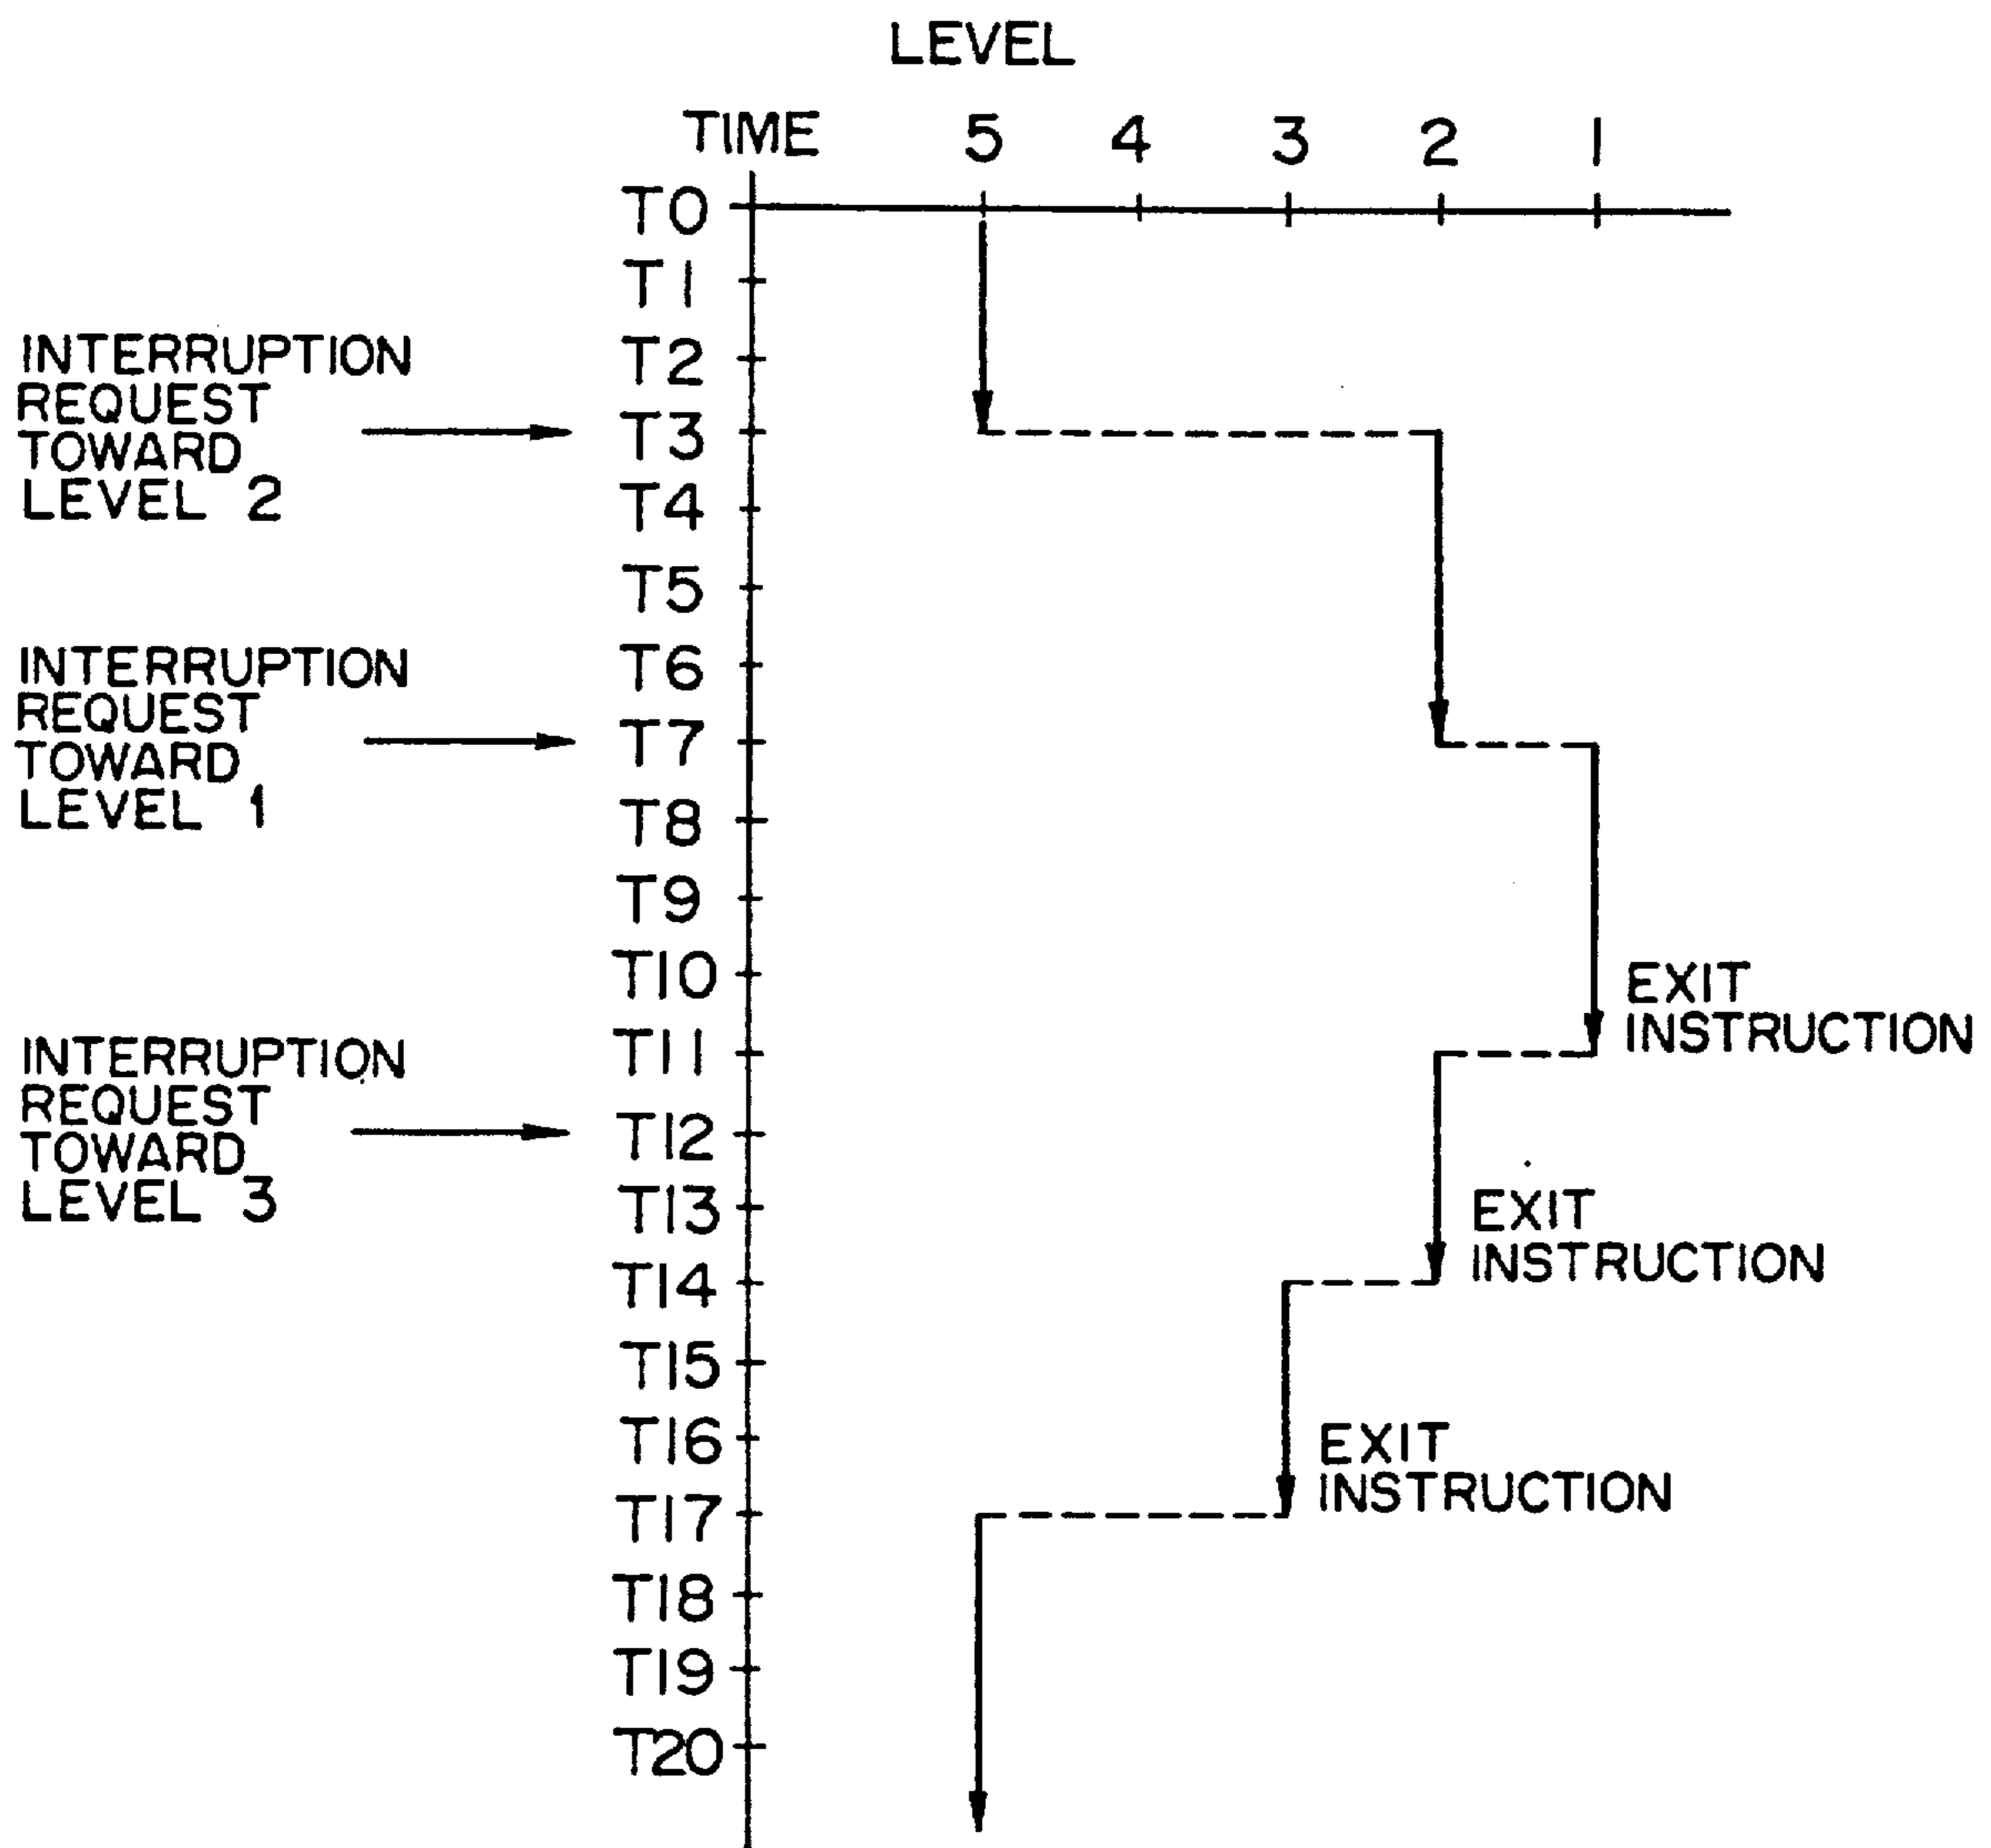 LEVEL
TIME 5 4 3 2 1
T0
T1
T2
INTERRUPTION
REQUEST
TOWARD
LEVEL 2
T3
T4
T5
T6
INTERRUPTION
REQUEST
TOWARD
LEVEL 1
T7
T8
T9
T10
EXIT
INSTRUCTION
T11
INTERRUPTION
REQUEST
TOWARD
LEVEL 3
T12
T13
EXIT
INSTRUCTION
T14
T15
T16
EXIT
INSTRUCTION
T17
T18
T19
T20